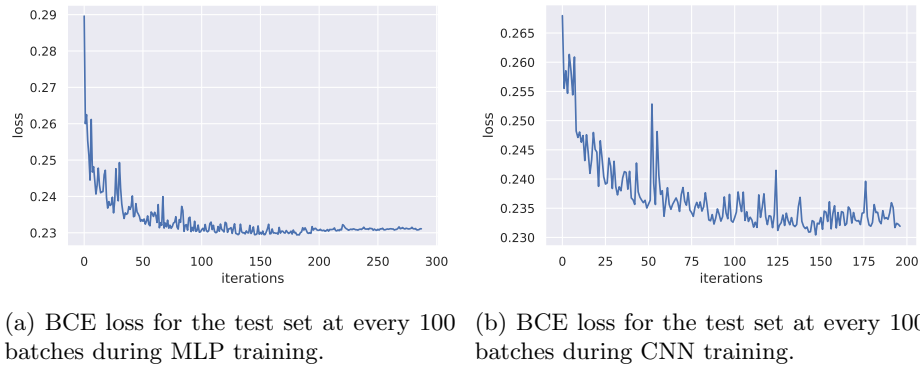 0.29
0.28
0.27
0.26
0.25
0.24
0.23
loss
0 50 100 150 200 250 300
iterations
0.265
0.260
0.255
0.250
0.245
0.240
0.235
0.230
loss
0 25 50 75 100 125 150 175 200
iterations
(a) BCE loss for the test set at every 100
batches during MLP training.
(b) BCE loss for the test set at every 100
batches during CNN training.